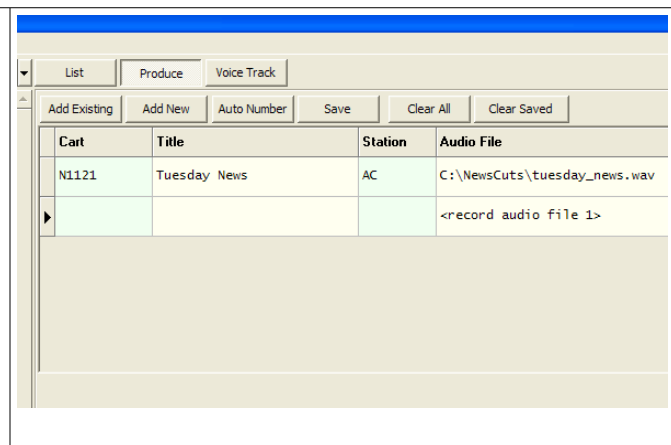 List Produce Voice Track
Add Existing Add New Auto Number Save Clear All Clear Saved
Cart Title Station Audio File
N1121 Tuesday News AC C:\NewsCuts\tuesday_news.wav
<record audio file 1>